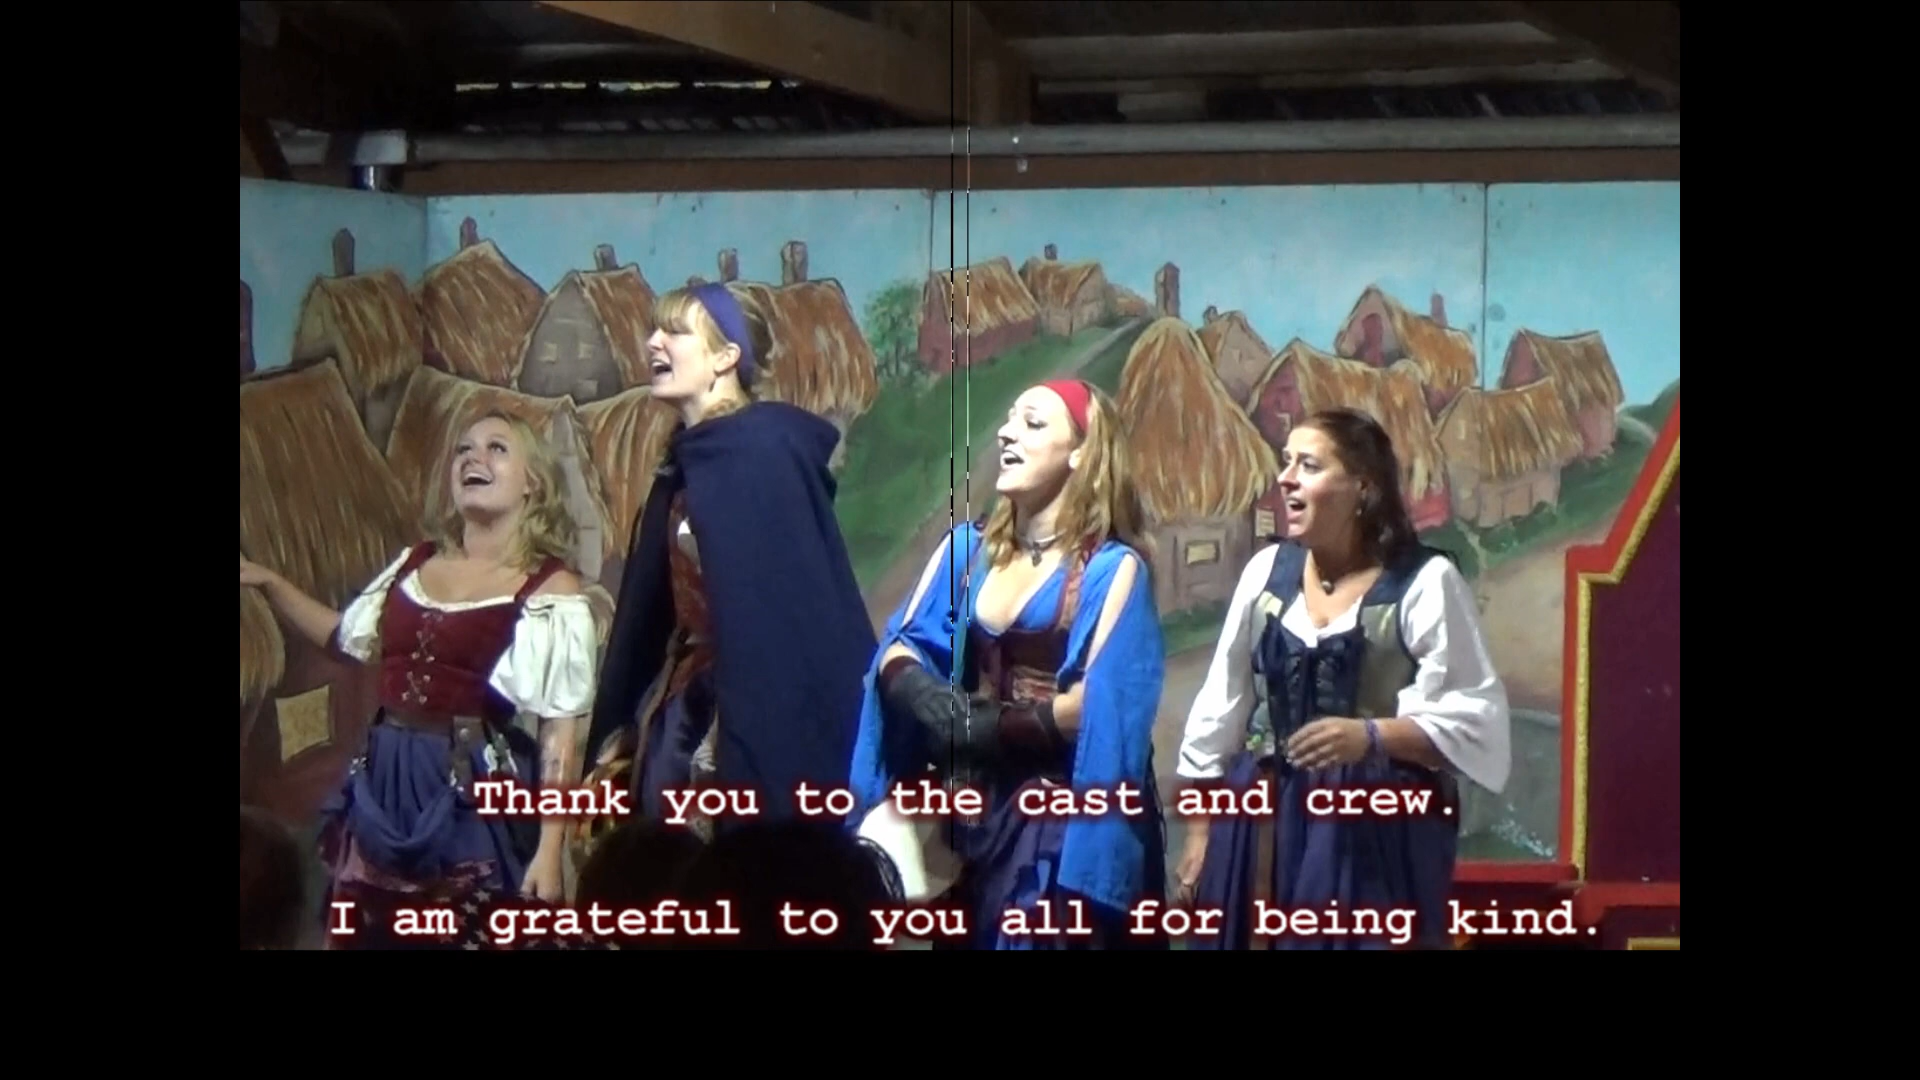 Thank you to the cast and crew.
I am grateful to you all for being kind.